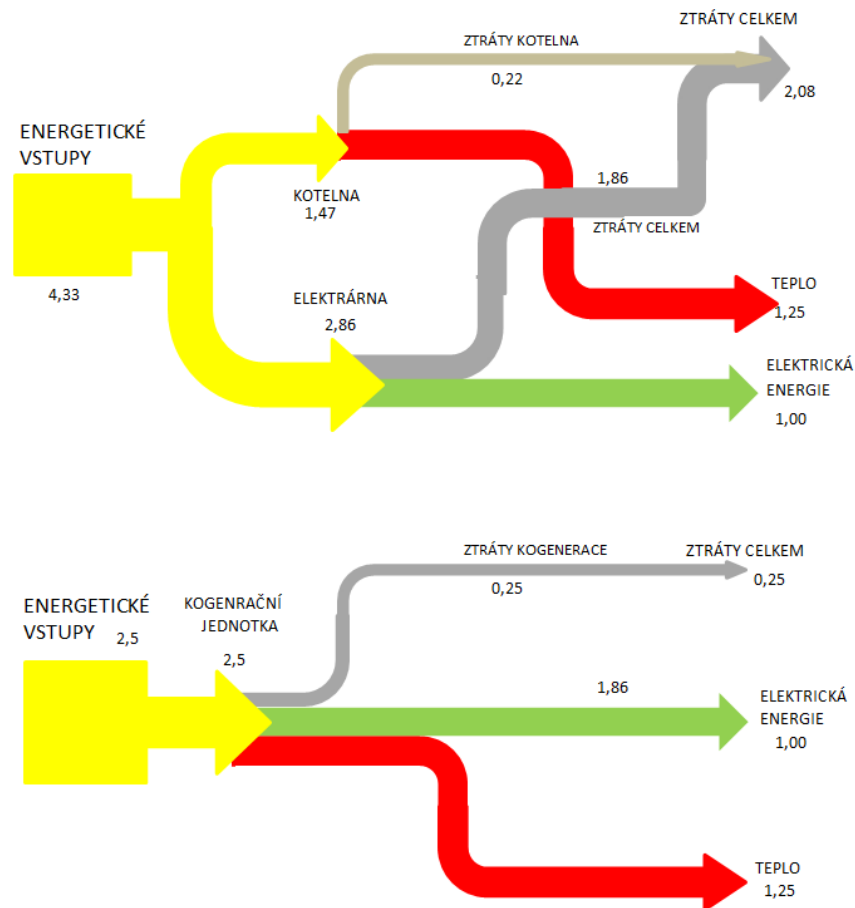 ZTRÁTY CELKEM
ZTRÁTY KOTELNA
0,22
2,08
ENERGETICKÉ
VSTUPY
KOTELNA
1,47
1,86
ZTRÁTY CELKEM
4,33
ELEKTRÁRNA
2,86
TEPLO
1,25
ELEKTRICKÁ
ENERGIE
1,00
ZTRÁTY KOGENERACE
ZTRÁTY CELKEM
0,25
0,25
ENERGETICKÉ
VSTUPY 2,5
KOGENRAČNÍ
JEDNOTKA
2,5
1,86
ELEKTRICKÁ
ENERGIE
1,00
TEPLO
1,25